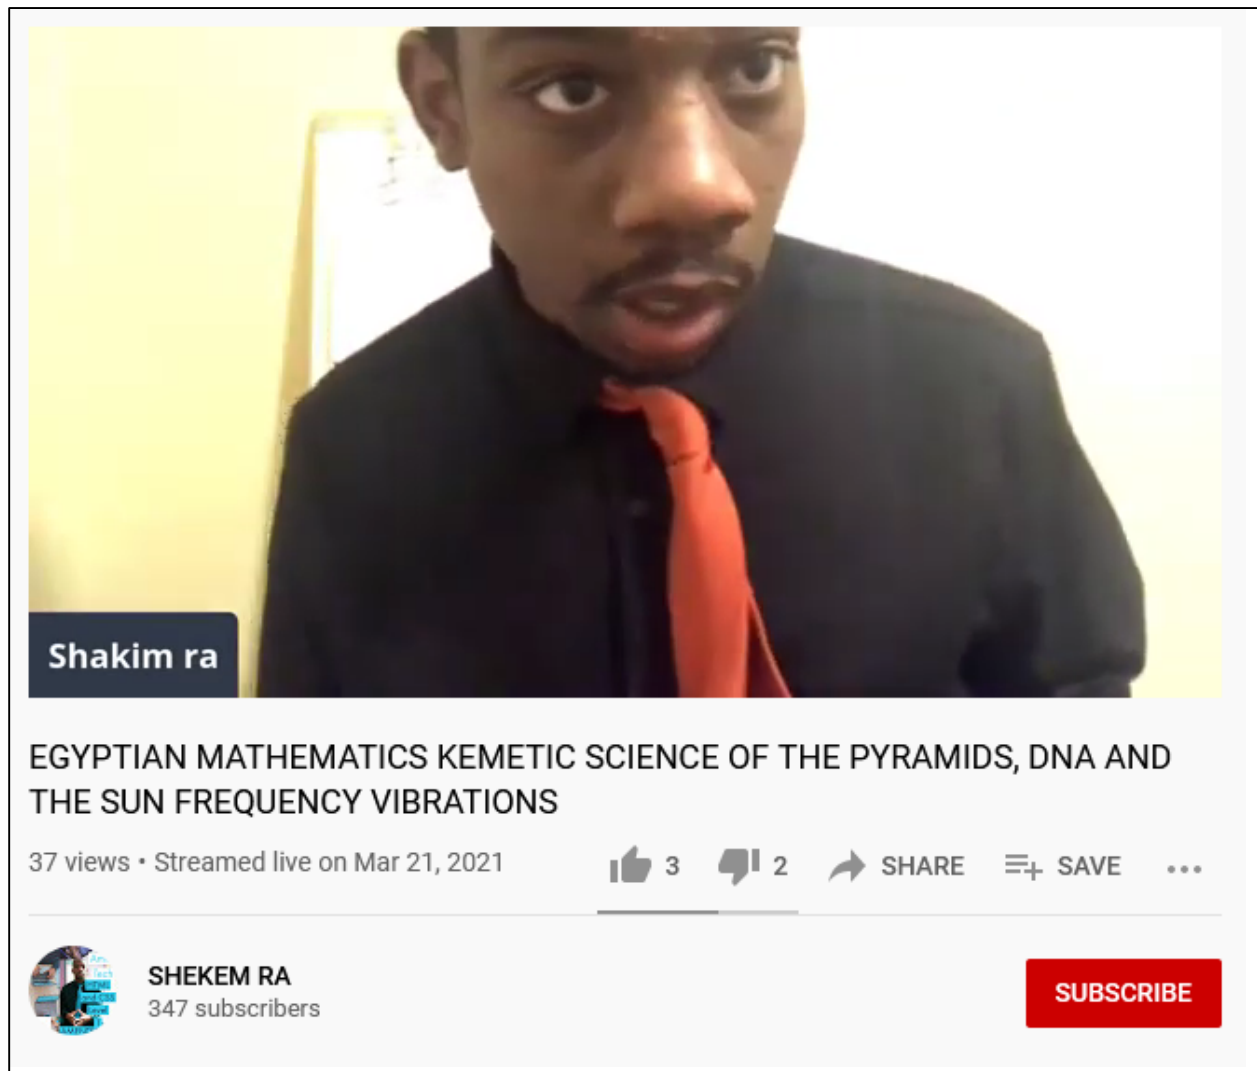 Shakim ra
EGYPTIAN MATHEMATICS KEMETIC SCIENCE OF THE PYRAMIDS, DNA AND
THE SUN FREQUENCY VIBRATIONS
37 views • Streamed live on Mar 21, 2021 3 2 SHARE SAVE
SHEKEM RA
347 subscribers
SUBSCRIBE